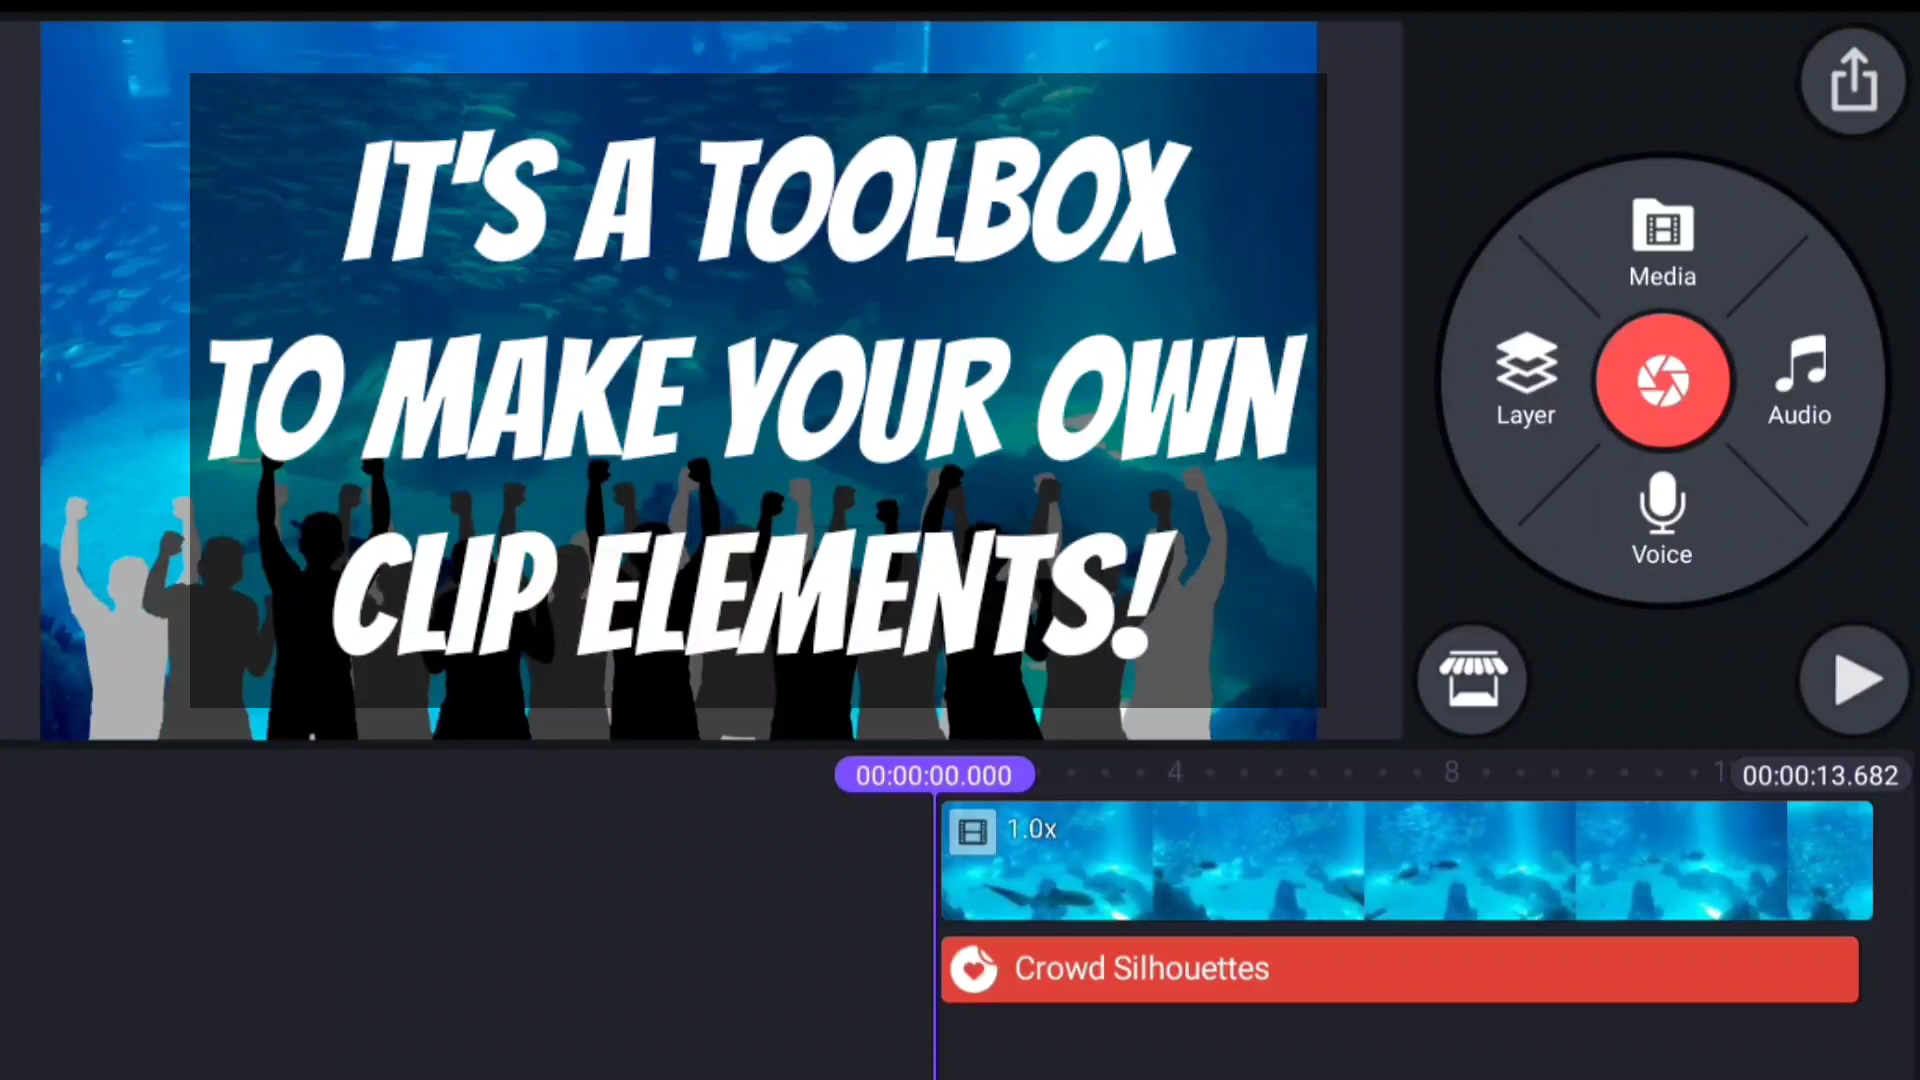 IT'S A TOOLBOX
TO MAKE YOUR OWN
CLIP ELEMENTS!
Media
Layer
Audio
Voice
00:00:00.000
4
8
00:00:13.682
1.0x
Crowd Silhouettes